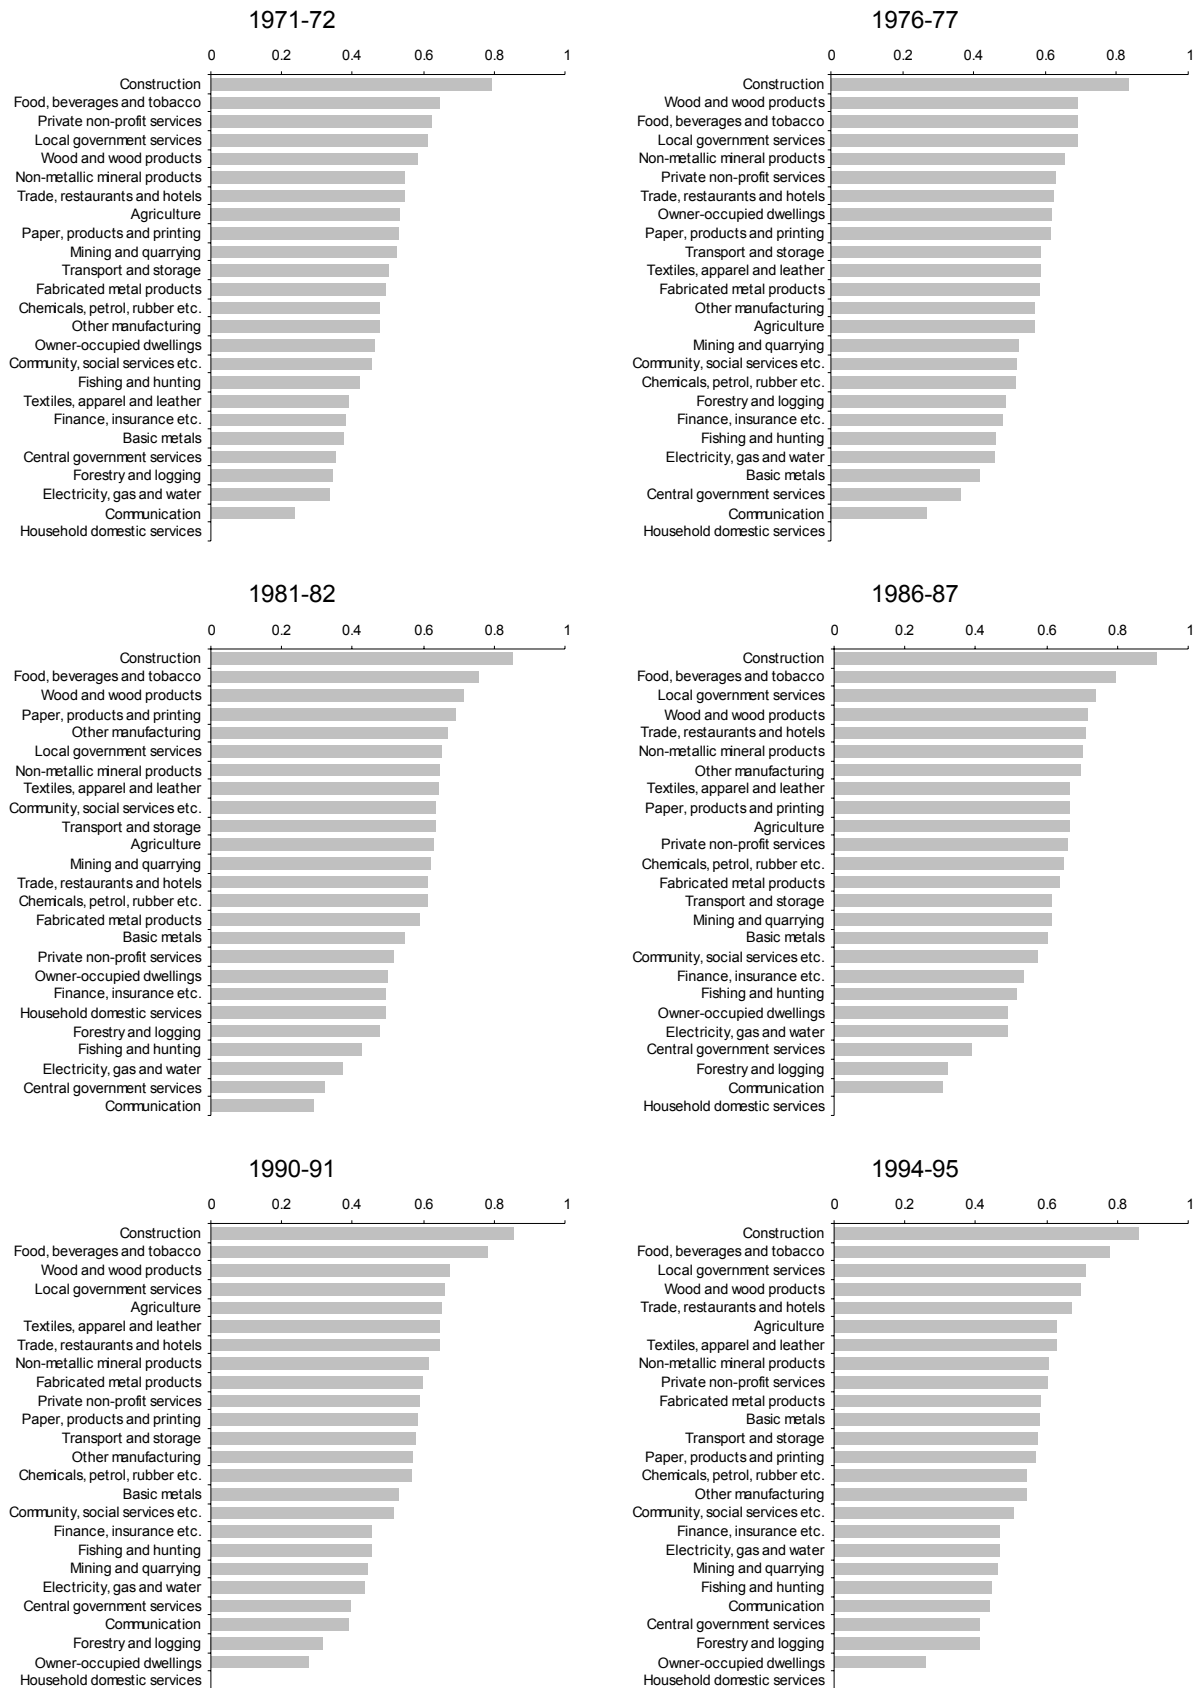 1971-72
0 0.2 0.4 0.6 0.8 1
Construction
Food, beverages and tobacco
Private non-profit services
Local government services
Wood and wood products
Non-metallic mineral products
Trade, restaurants and hotels
Agriculture
Paper, products and printing
Mining and quarrying
Transport and storage
Fabricated metal products
Chemicals, petrol, rubber etc.
Other manufacturing
Owner-occupied dwellings
Community, social services etc.
Fishing and hunting
Textiles, apparel and leather
Finance, insurance etc.
Basic metals
Central government services
Forestry and logging
Electricity, gas and water
Communication
Household domestic services
1976-77
0 0.2 0.4 0.6 0.8 1
Construction
Wood and wood products
Food, beverages and tobacco
Local government services
Non-metallic mineral products
Private non-profit services
Trade, restaurants and hotels
Owner-occupied dwellings
Paper, products and printing
Transport and storage
Textiles, apparel and leather
Fabricated metal products
Other manufacturing
Agriculture
Mining and quarrying
Community, social services etc.
Chemicals, petrol, rubber etc.
Forestry and logging
Finance, insurance etc.
Fishing and hunting
Electricity, gas and water
Basic metals
Central government services
Communication
Household domestic services
1981-82
0 0.2 0.4 0.6 0.8 1
Construction
Food, beverages and tobacco
Wood and wood products
Paper, products and printing
Other manufacturing
Local government services
Non-metallic mineral products
Textiles, apparel and leather
Community, social services etc.
Transport and storage
Agriculture
Mining and quarrying
Trade, restaurants and hotels
Chemicals, petrol, rubber etc.
Fabricated metal products
Basic metals
Private non-profit services
Owner-occupied dwellings
Finance, insurance etc.
Household domestic services
Forestry and logging
Fishing and hunting
Electricity, gas and water
Central government services
Communication
1986-87
0 0.2 0.4 0.6 0.8 1
Construction
Food, beverages and tobacco
Local government services
Wood and wood products
Trade, restaurants and hotels
Non-metallic mineral products
Other manufacturing
Textiles, apparel and leather
Paper, products and printing
Agriculture
Private non-profit services
Chemicals, petrol, rubber etc.
Fabricated metal products
Transport and storage
Mining and quarrying
Basic metals
Community, social services etc.
Finance, insurance etc.
Fishing and hunting
Owner-occupied dwellings
Electricity, gas and water
Central government services
Forestry and logging
Communication
Household domestic services
1990-91
0 0.2 0.4 0.6 0.8 1
Construction
Food, beverages and tobacco
Wood and wood products
Local government services
Agriculture
Textiles, apparel and leather
Trade, restaurants and hotels
Non-metallic mineral products
Fabricated metal products
Private non-profit services
Paper, products and printing
Transport and storage
Other manufacturing
Chemicals, petrol, rubber etc.
Basic metals
Community, social services etc.
Finance, insurance etc.
Fishing and hunting
Mining and quarrying
Electricity, gas and water
Central government services
Communication
Forestry and logging
Owner-occupied dwellings
Household domestic services
1994-95
0 0.2 0.4 0.6 0.8 1
Construction
Food, beverages and tobacco
Local government services
Wood and wood products
Trade, restaurants and hotels
Agriculture
Textiles, apparel and leather
Non-metallic mineral products
Private non-profit services
Fabricated metal products
Basic metals
Transport and storage
Paper, products and printing
Chemicals, petrol, rubber etc.
Other manufacturing
Community, social services etc.
Finance, insurance etc.
Electricity, gas and water
Mining and quarrying
Fishing and hunting
Communication
Central government services
Forestry and logging
Owner-occupied dwellings
Household domestic services